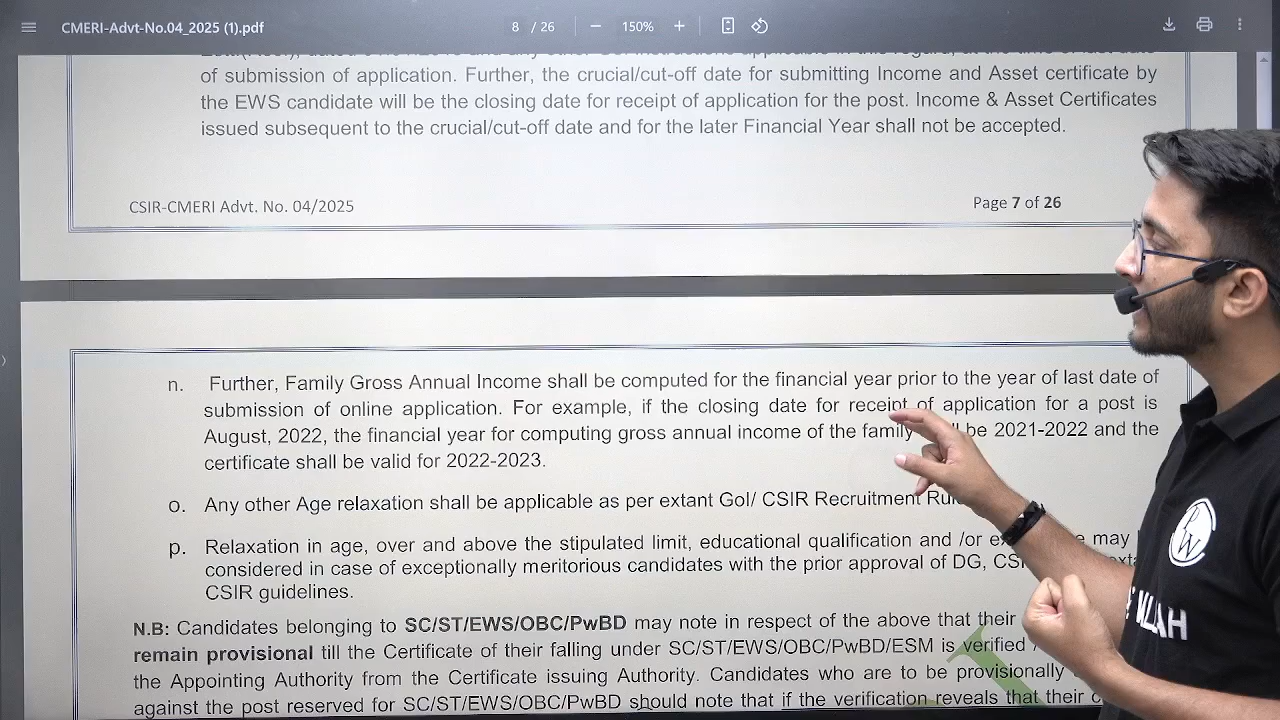 CMERI-Advt-No.04_2025 (1).pdf
8 / 26
150%
of submission of application. Further, the crucial/cut-off date for submitting Income and Asset certificate by
the EWS candidate will be the closing date for receipt of application for the post. Income & Asset Certificates
issued subsequent to the crucial/cut-off date and for the later Financial Year shall not be accepted.
CSIR-CMERI Advt. No. 04/2025
Page 7 of 26
n. Further, Family Gross Annual Income shall be computed for the financial year prior to the year of last date of
submission of online application. For example, if the closing date for receipt of application for a post is
August, 2022, the financial year for computing gross annual income of the family be 2021-2022 and the
certificate shall be valid for 2022-2023.
o. Any other Age relaxation shall be applicable as per extant GoI/ CSIR Recruitment
p. Relaxation in age, over and above the stipulated limit, educational qualification and /or may
considered in case of exceptionally meritorious candidates with the prior approval of DG,
CSIR guidelines.
N.B: Candidates belonging to SC/ST/EWS/OBC/PwBD may note in respect of the above that their
remain provisional till the Certificate of their falling under SC/ST/EWS/OBC/PwBD/ESM is verified
the Appointing Authority from the Certificate issuing Authority. Candidates who are to be provisionally
against the post reserved for SC/ST/EWS/OBC/PwBD should note that if the verification reveals that their